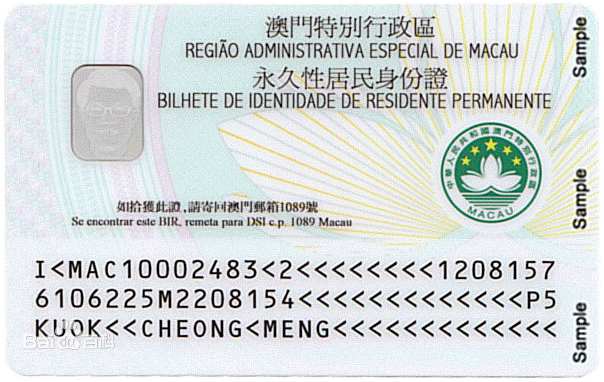 澳門特別行政區
REGIÃO ADMINISTRATIVA ESPECIAL DE MACAU
永久性居民身份證
BILHETE DE IDENTIDADE DE RESIDENTE PERMANENTE
中華人民共和國澳門特別行政區
MACAU
如拾獲此證,請寄回澳門郵箱1089號
Se encontrar este BIR, remeta para DSI c.p. 1089 Macau
I<MAC10002483<2<<<<<<<<1208157
6106225M2208154<<<<<<<<<<<<<P5
KUOK<<CHEONG<MENG<<<<<<<<<<<<<
Bai百科
Sample
Sample
Sample